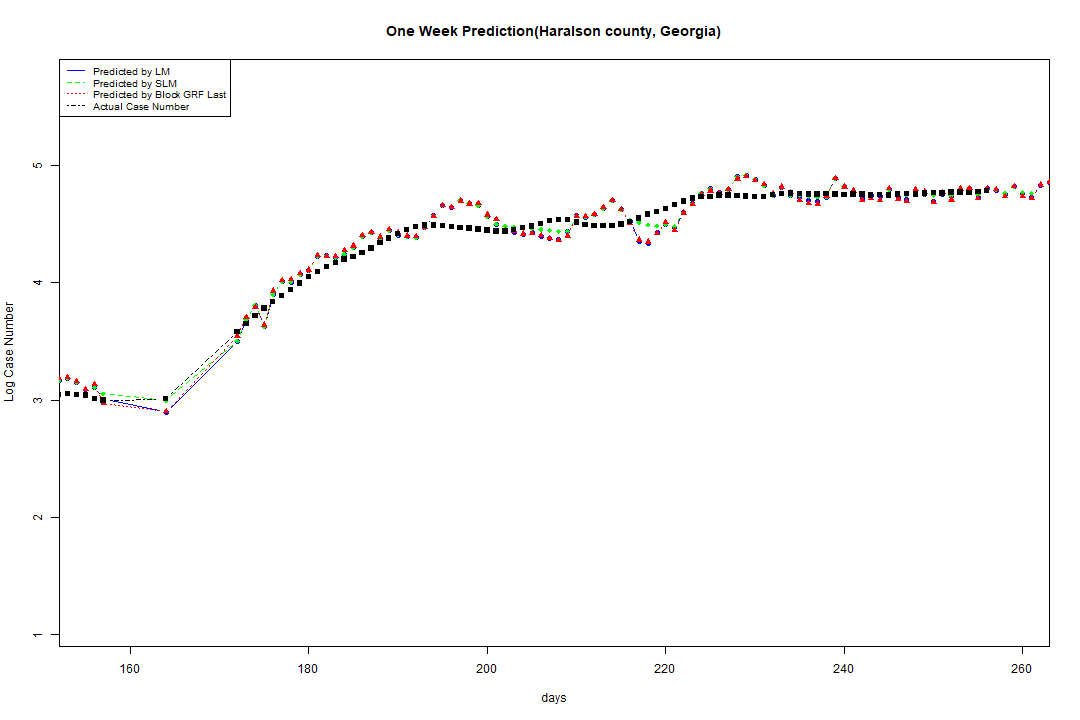 One Week Prediction(Haralson county, Georgia)
Predicted by LM
Predicted by SLM
Predicted by Block GRF Last
Actual Case Number
Log Case Number
5
4
3
2
1
160 180 200 220 240 260
days